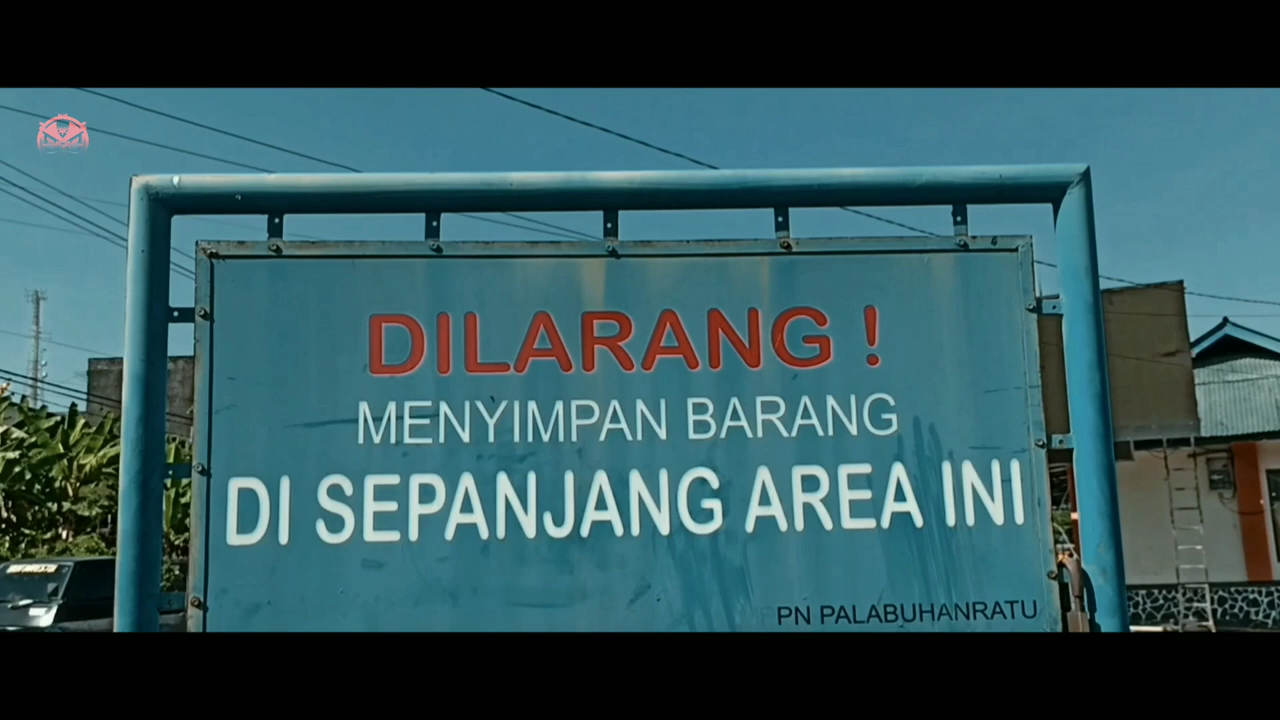 DILARANG !
MENYIMPAN BARANG
DI SEPANJANG AREA INI
PN PALABUHANRATU